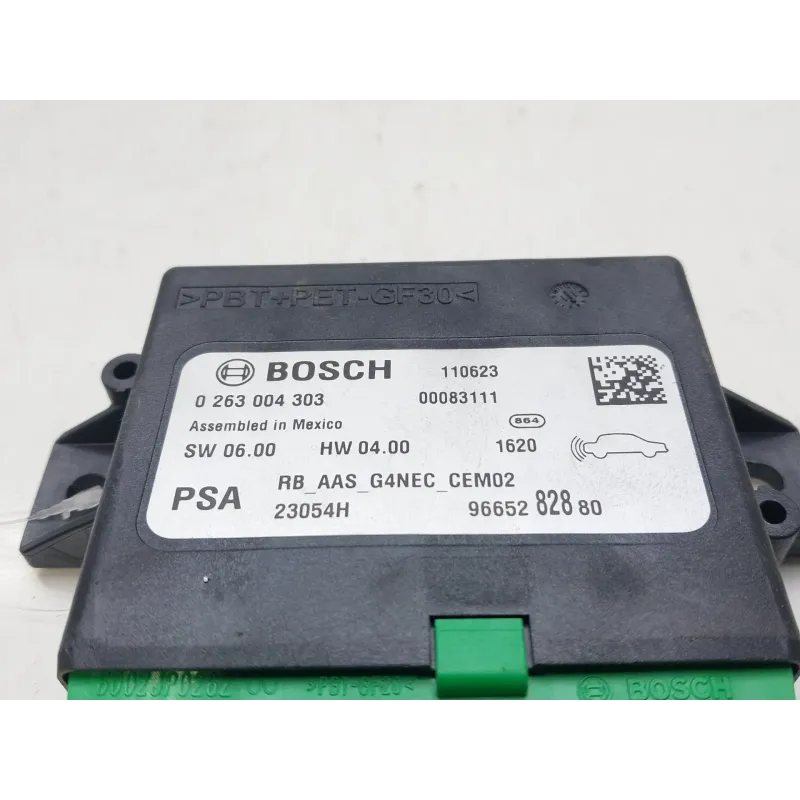 >PBT+PET-GF30<
BOSCH 110623
0 263 004 303 00083111
Assembled in Mexico 864
SW 06.00 HW 04.00 1620
RB_AAS_G4NEC_CEM02
PSA 23054H 96652 828 80
>PBT-GF20< BOSCH